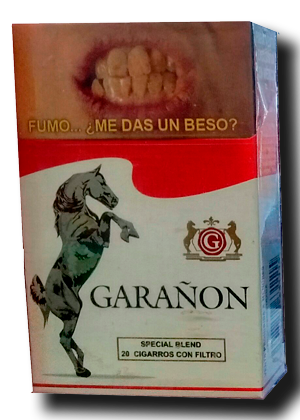 FUMO... ¿ME DAS UN BESO?
G
GARAÑON
SPECIAL BLEND
20 CIGARROS CON FILTRO